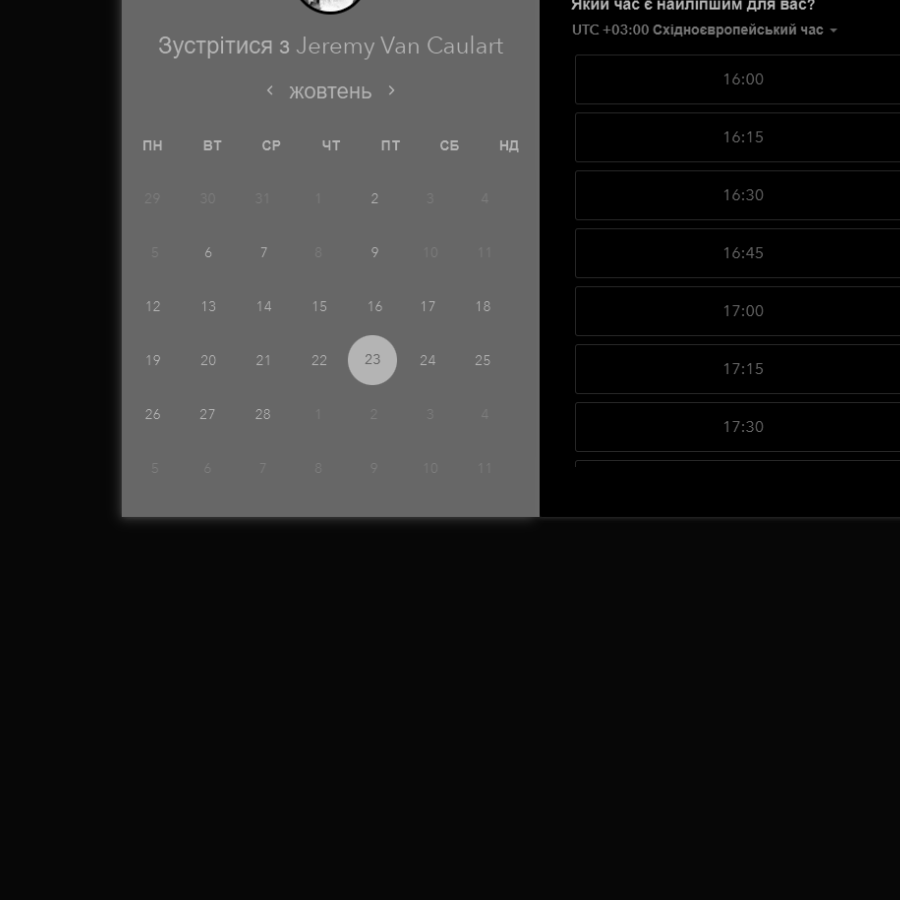 Зустрітися з Jeremy Van Caulart
жовтень
ПН ВТ СР ЧТ ПТ СБ НД
29 30 31 1 2 3 4
5 6 7 8 9 10 11
12 13 14 15 16 17 18
19 20 21 22 23 24 25
26 27 28 1 2 3 4
5 6 7 8 9 10 11
Який час є найліпшим для вас?
UTC +03:00 Східноєвропейський час
16:00
16:15
16:30
16:45
17:00
17:15
17:30